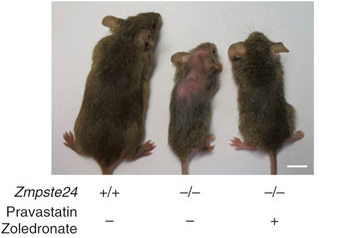 Zmpste24 +/+ –/– –/–
Pravastatin
Zoledronate – – +